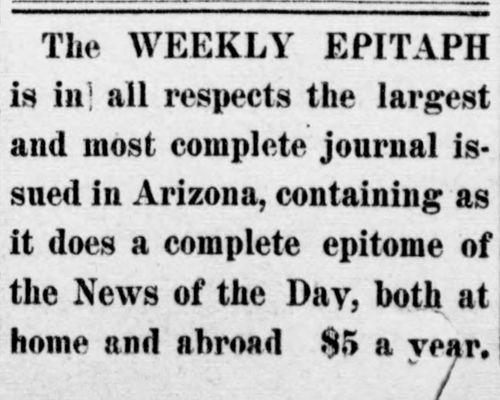 The WEEKLY EPITAPH
is in all respects the largest
and most complete journal is-
sued in Arizona, containing as
it does a complete epitome of
the News of the Day, both at
home and abroad $5 a year.